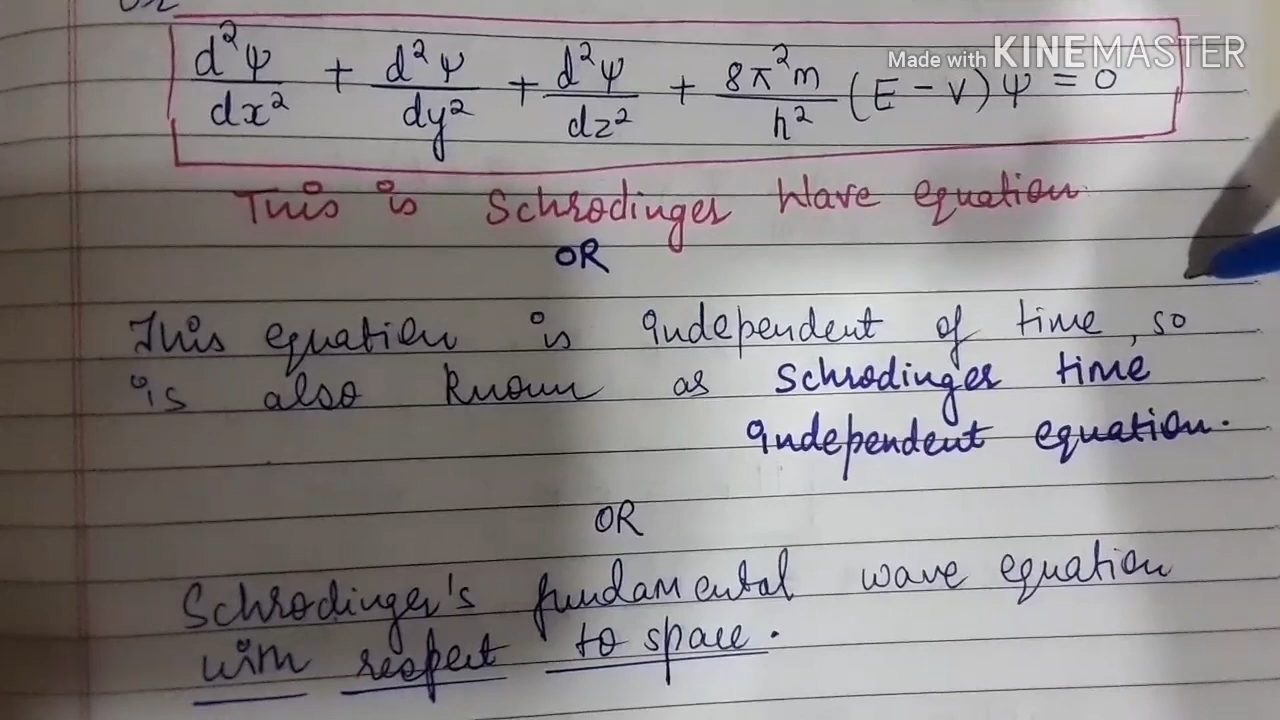 Made with KINEMASTER
d²ψ/dx² + d²ψ/dy² + d²ψ/dz² + 8π²m/h² (E - V) ψ = 0
This is Schrodinger Wave equation
OR
This equation is independent of time, so
is also known as Schrodinger time
independent equation.
OR
Schrodinger's fundamental wave equation
with respect to space.